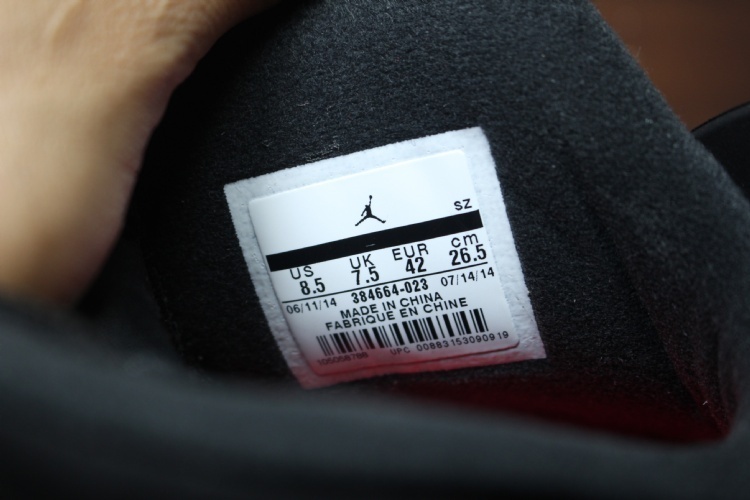 SZ
US UK EUR cm
8.5 7.5 42 26.5
06/11/14 384664-023 07/14/14
MADE IN CHINA
FABRIQUE EN CHINE
UPC 00883153090919